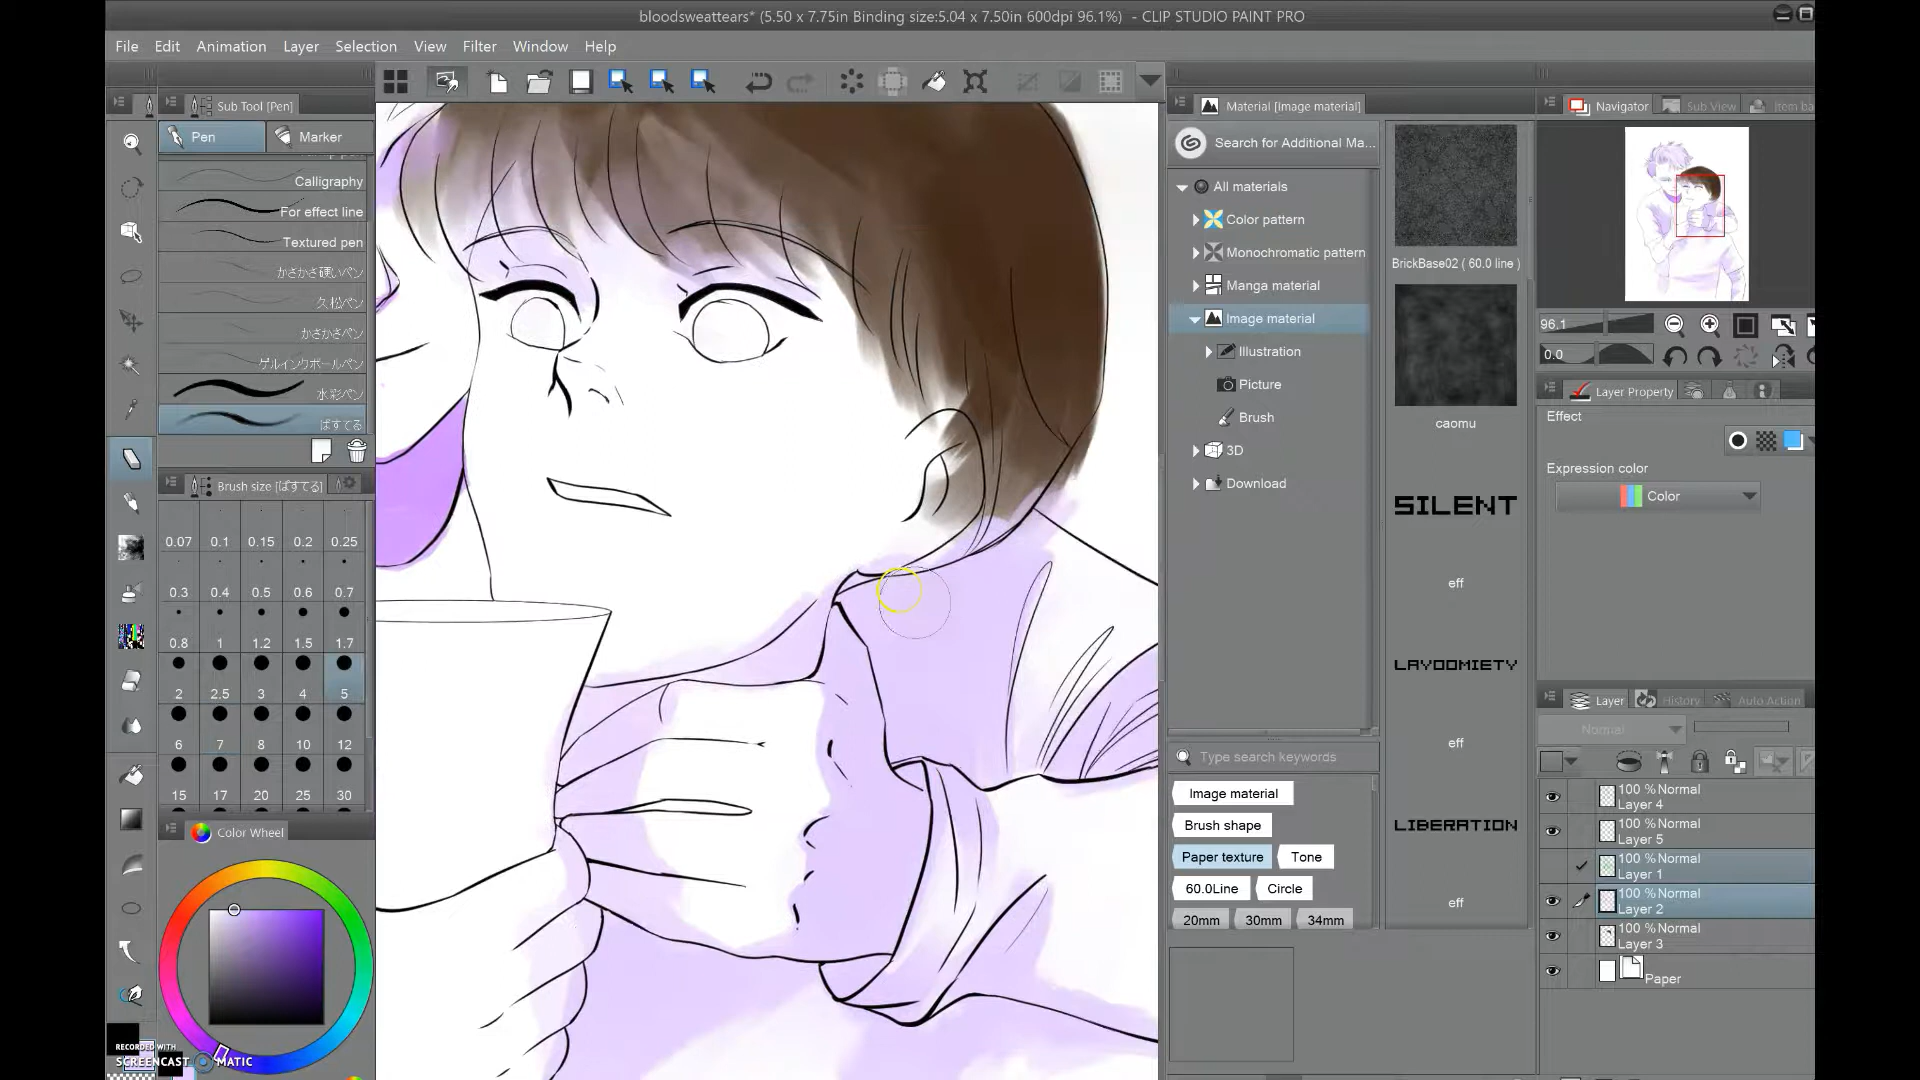 bloodsweattears* (5.50 x 7.75in Binding size:5.04 x 7.50in 600dpi 96.1%) - CLIP STUDIO PAINT PRO
File Edit Animation Layer Selection View Filter Window Help
Sub Tool [Pen]
Pen Marker
Calligraphy
For effect line
Textured pen
かさかさ硬いペン
久松ペン
かさかさペン
ゲルインクボールペン
水彩ペン
ぱすてる
Brush size [ぱすてる]
0.07 0.1 0.15 0.2 0.25
0.3 0.4 0.5 0.6 0.7
0.8 1 1.2 1.5 1.7
2 2.5 3 4 5
6 7 8 10 12
15 17 20 25 30
Color Wheel
RECORDED WITH
SCREENCAST MATIC
Material [Image material]
Search for Additional Ma...
All materials
Color pattern
Monochromatic pattern
Manga material
Image material
Illustration
Picture
Brush
3D
Download
Type search keywords
Image material
Brush shape
Paper texture Tone
60.0Line Circle
20mm 30mm 34mm
BrickBase02 ( 60.0 line )
caomu
SILENT
eff
LAYDOMIETY
eff
LIBERATION
eff
Navigator Sub View Item ba
96.1
0.0
Layer Property
Effect
Expression color
Color
Layer History Auto Action
Normal
100 %Normal
Layer 4
100 %Normal
Layer 5
100 %Normal
Layer 1
100 %Normal
Layer 2
100 %Normal
Layer 3
Paper